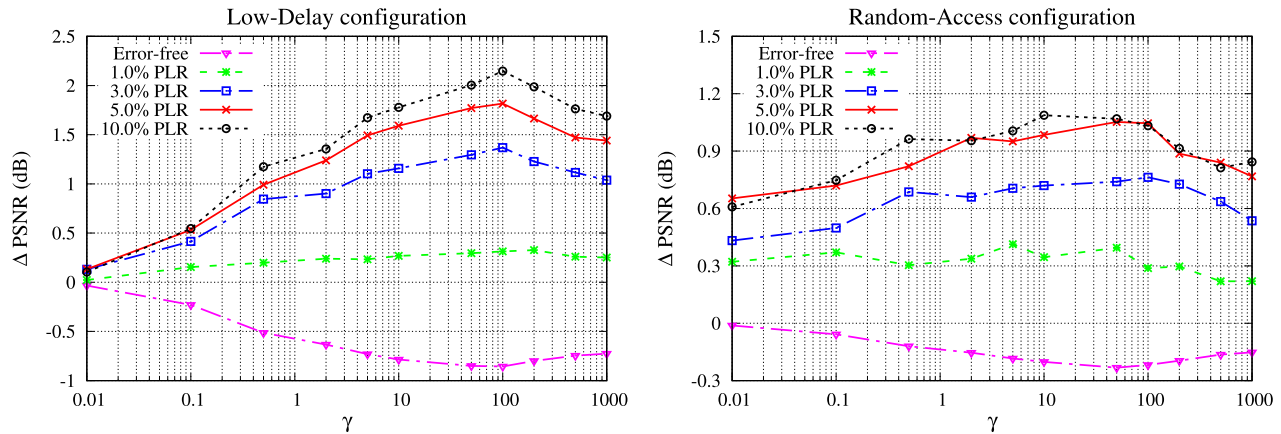 Low-Delay configuration
Δ PSNR (dB)
2.5
2
1.5
1
0.5
0
-0.5
-1
Error-free
1.0% PLR
3.0% PLR
5.0% PLR
10.0% PLR
0.01 0.1 1 10 100 1000
γ
Random-Access configuration
Δ PSNR (dB)
1.5
1.2
0.9
0.6
0.3
0
-0.3
Error-free
1.0% PLR
3.0% PLR
5.0% PLR
10.0% PLR
0.01 0.1 1 10 100 1000
γ